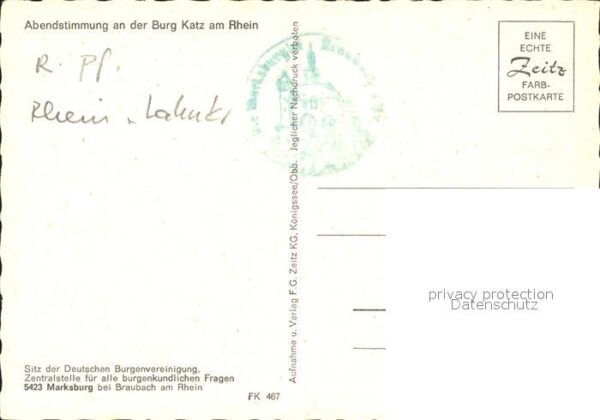 Abendstimmung an der Burg Katz am Rhein
R. Pf.
Rhein
EINE
ECHTE
Zeitz
FARB-
POSTKARTE
Aufnahme u. Verlag F. G. Zeitz KG, Königssee/Obb. Jeglicher Nachdruck verboten
privacy protection
Datenschutz
Sitz der Deutschen Burgenvereinigung,
Zentralstelle für alle burgenkundlichen Fragen
5423 Marksburg bei Braubach am Rhein
FK 467